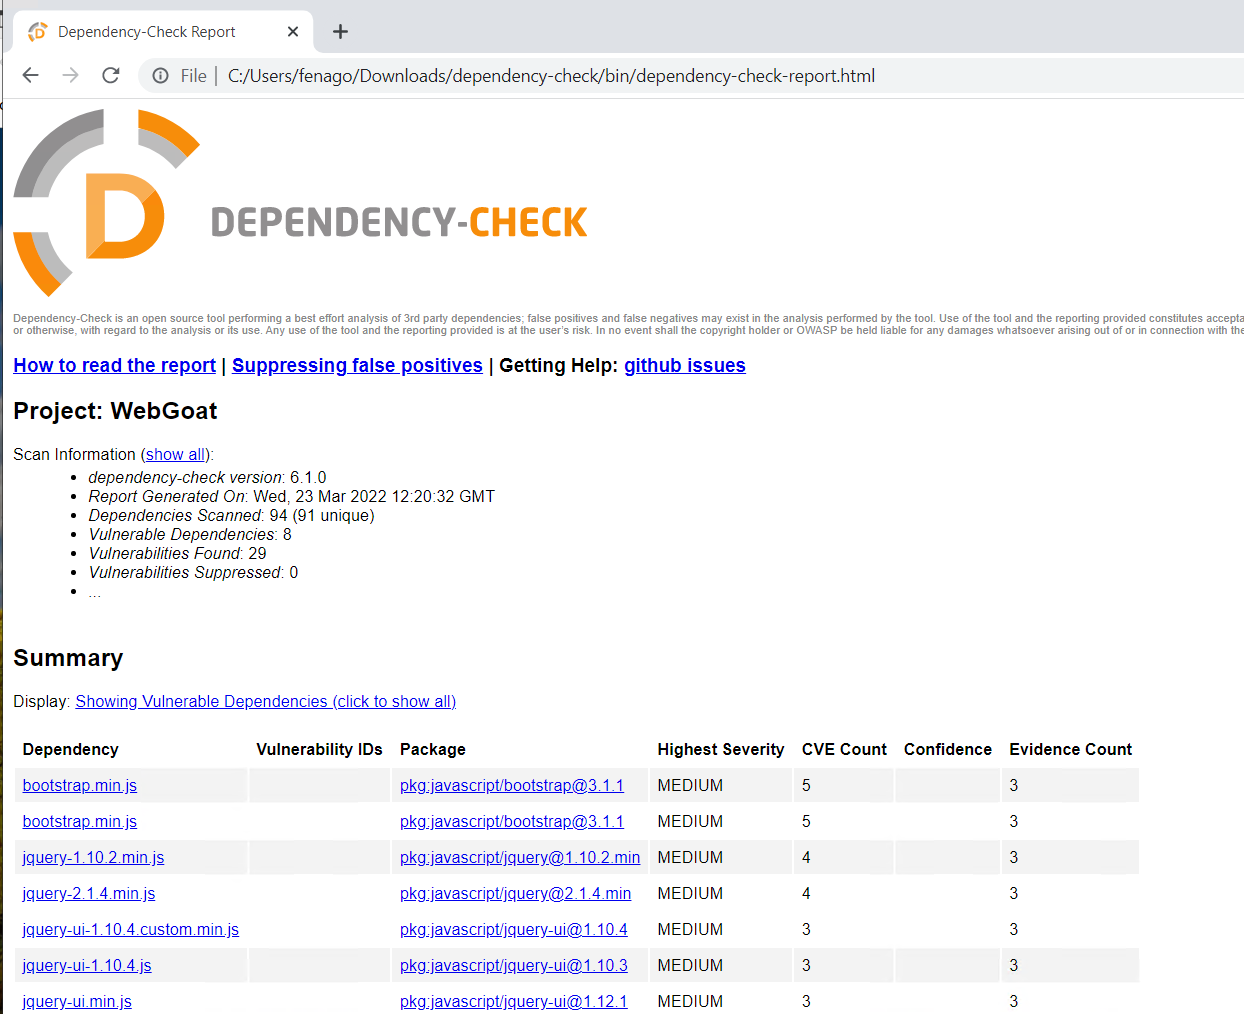 Dependency-Check Report
File | C:/Users/fenago/Downloads/dependency-check/bin/dependency-check-report.html
D
DEPENDENCY-CHECK
Dependency-Check is an open source tool performing a best effort analysis of 3rd party dependencies; false positives and false negatives may exist in the analysis performed by the tool. Use of the tool and the reporting provided constitutes
or otherwise, with regard to the analysis or its use. Any use of the tool and the reporting provided is at the user's risk. In no event shall the copyright holder or OWASP be held liable for any damages whatsoever arising out of or in connection with the
How to read the report | Suppressing false positives | Getting Help: github issues
Project: WebGoat
Scan Information (show all):
• dependency-check version: 6.1.0
• Report Generated On: Wed, 23 Mar 2022 12:20:32 GMT
• Dependencies Scanned: 94 (91 unique)
• Vulnerable Dependencies: 8
• Vulnerabilities Found: 29
• Vulnerabilities Suppressed: 0
• ...
Summary
Display: Showing Vulnerable Dependencies (click to show all)
Dependency Vulnerability IDs Package Highest Severity CVE Count Confidence Evidence Count
bootstrap.min.js pkg:javascript/bootstrap@3.1.1 MEDIUM 5 3
bootstrap.min.js pkg:javascript/bootstrap@3.1.1 MEDIUM 5 3
jquery-1.10.2.min.js pkg:javascript/jquery@1.10.2.min MEDIUM 4 3
jquery-2.1.4.min.js pkg:javascript/jquery@2.1.4.min MEDIUM 4 3
jquery-ui-1.10.4.custom.min.js pkg:javascript/jquery-ui@1.10.4 MEDIUM 3 3
jquery-ui-1.10.4.js pkg:javascript/jquery-ui@1.10.3 MEDIUM 3 3
jquery-ui.min.js pkg:javascript/jquery-ui@1.12.1 MEDIUM 3 3